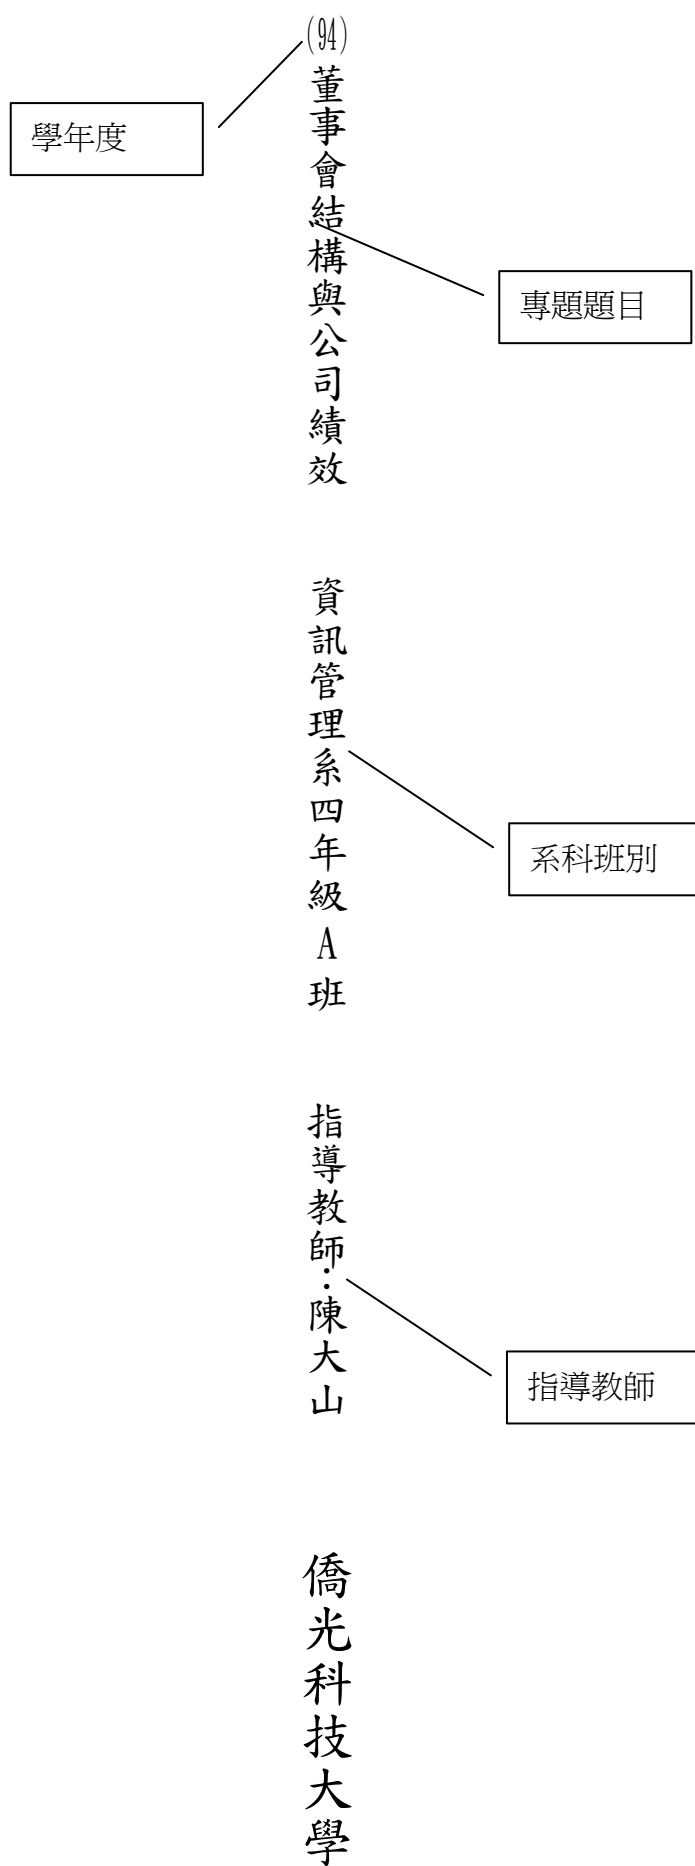 (94)
學年度
董事會結構與公司績效
專題題目
資訊管理系四年級A班
系科班別
指導教師：陳大山
指導教師
僑光科技大學